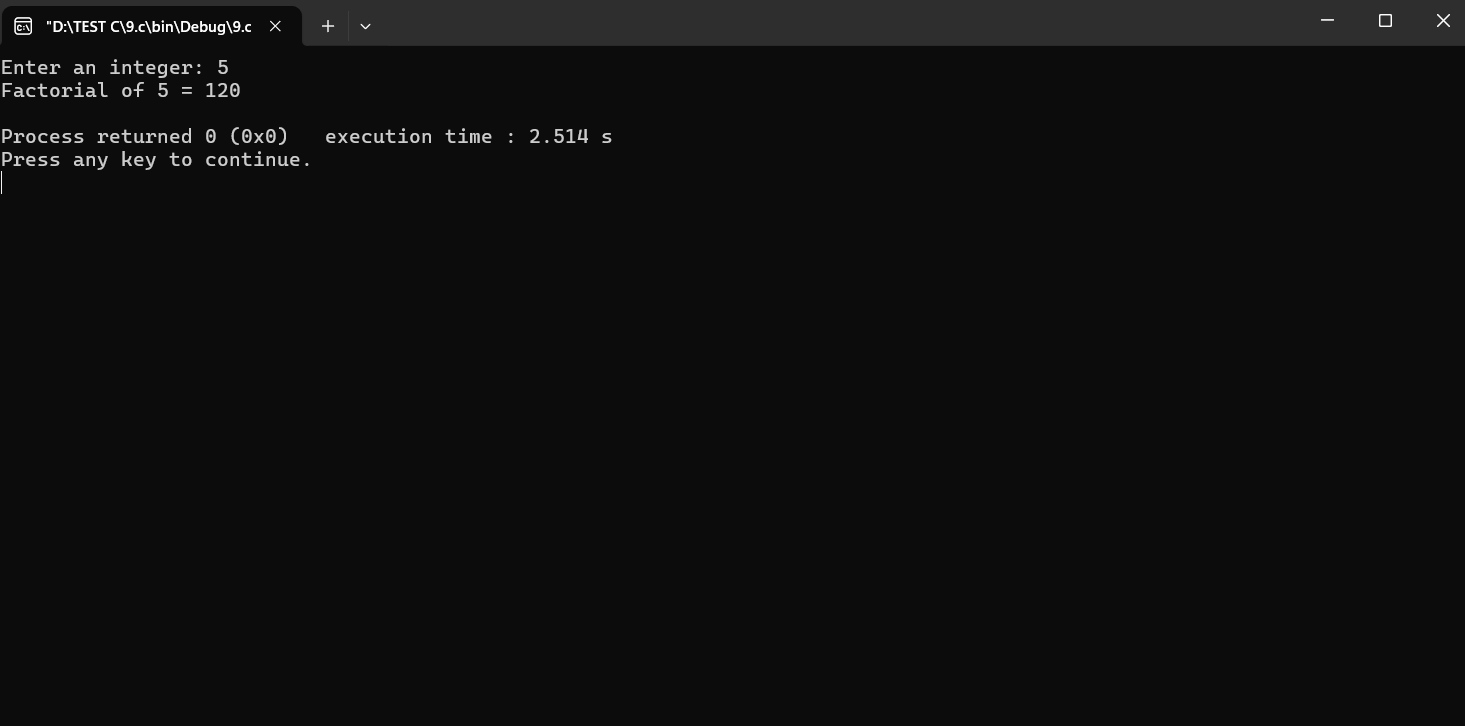 "D:\TEST C\9.c\bin\Debug\9.c
Enter an integer: 5
Factorial of 5 = 120
Process returned 0 (0x0)   execution time : 2.514 s
Press any key to continue.